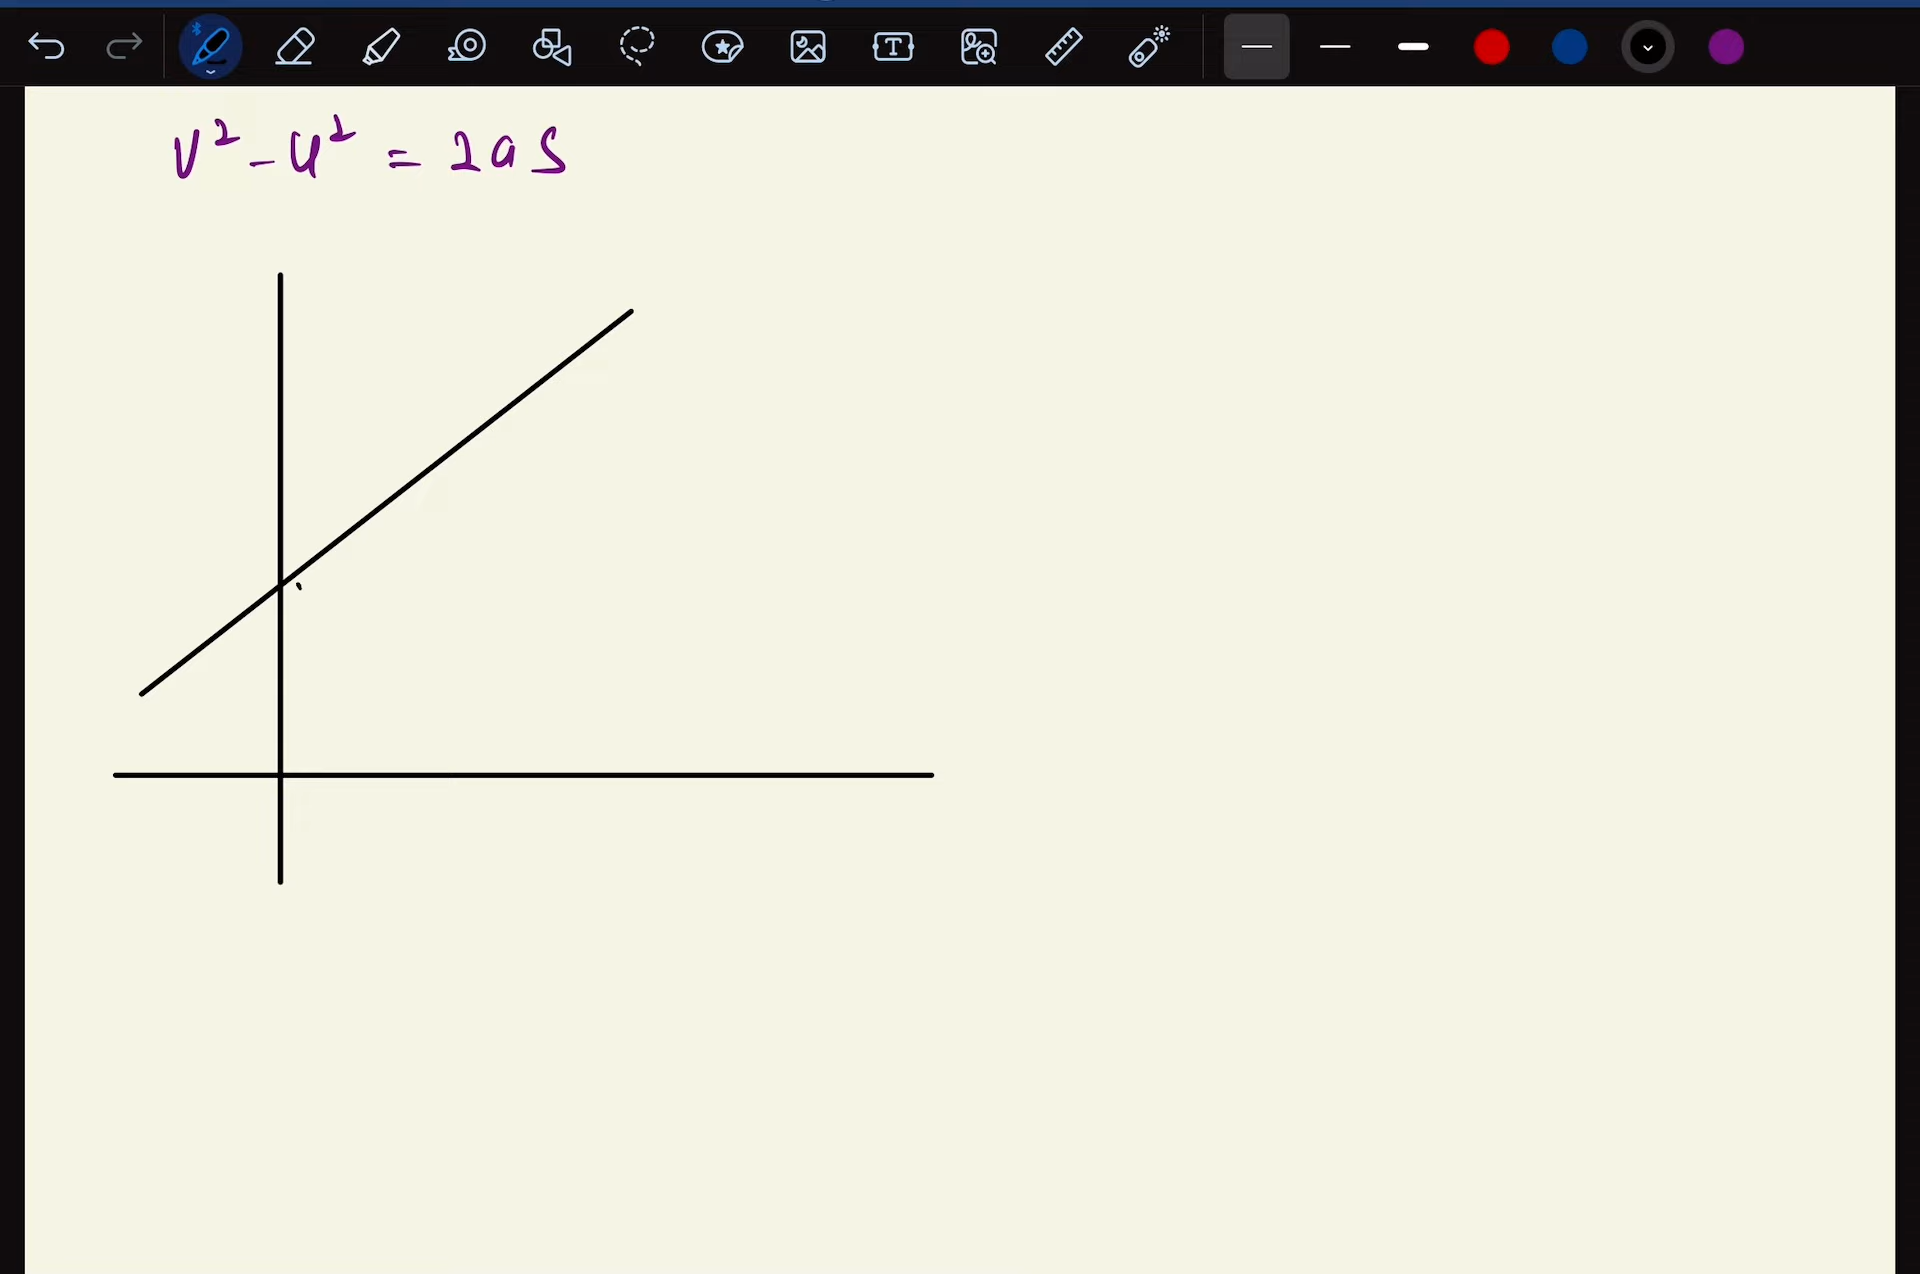 V² - u² = 2as